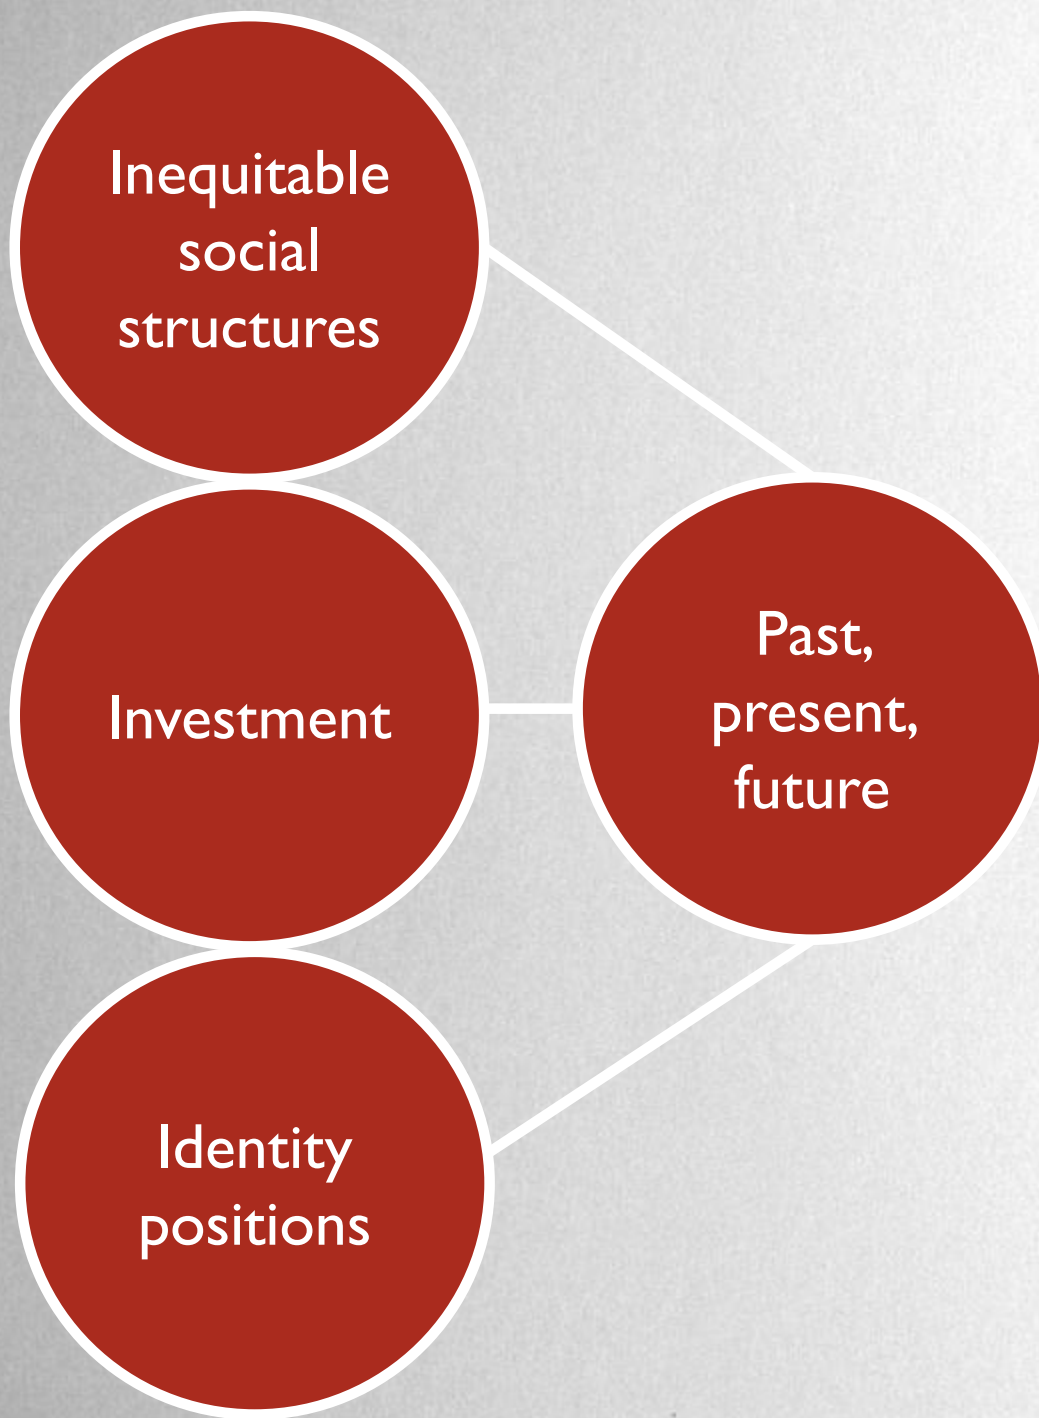 Inequitable
social
structures
Investment
Identity
positions
Past,
present,
future